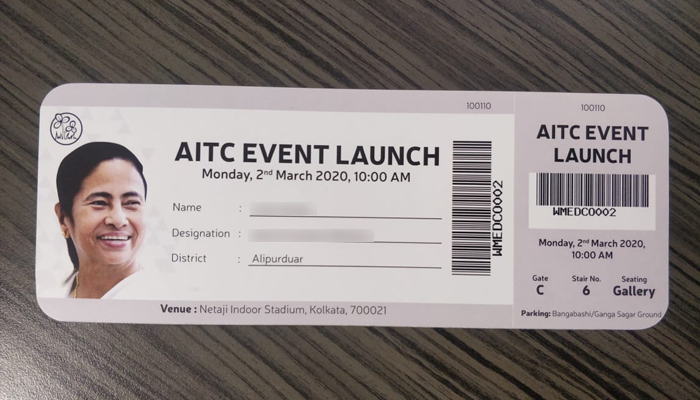 100110
AITC EVENT LAUNCH
Monday, 2nd March 2020, 10:00 AM
Name :
Designation :
District : Alipurduar
Venue : Netaji Indoor Stadium, Kolkata, 700021
WMEDC0002
100110
AITC EVENT
LAUNCH
WMEDC0002
Monday, 2nd March 2020,
10:00 AM
Gate Stair No. Seating
C 6 Gallery
Parking: Bangabashi/Ganga Sagar Ground